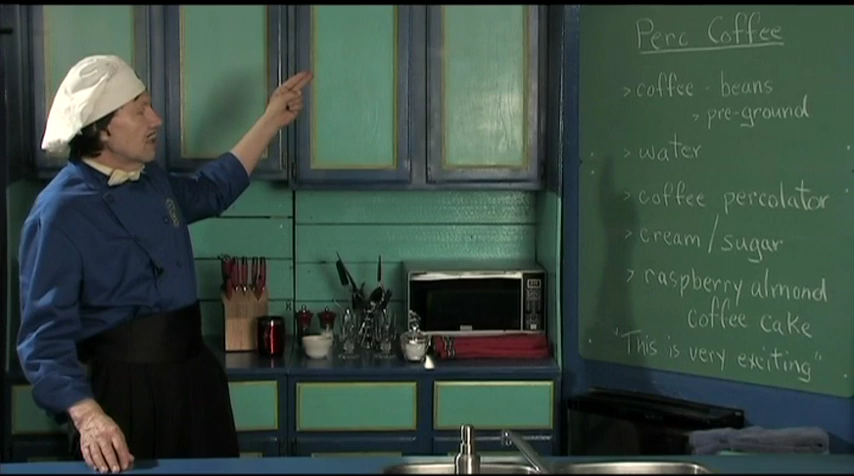 Perc Coffee
> coffee - beans
> pre-ground
> water
> coffee percolator
> cream/sugar
> raspberry almond
coffee cake
"This is very exciting"